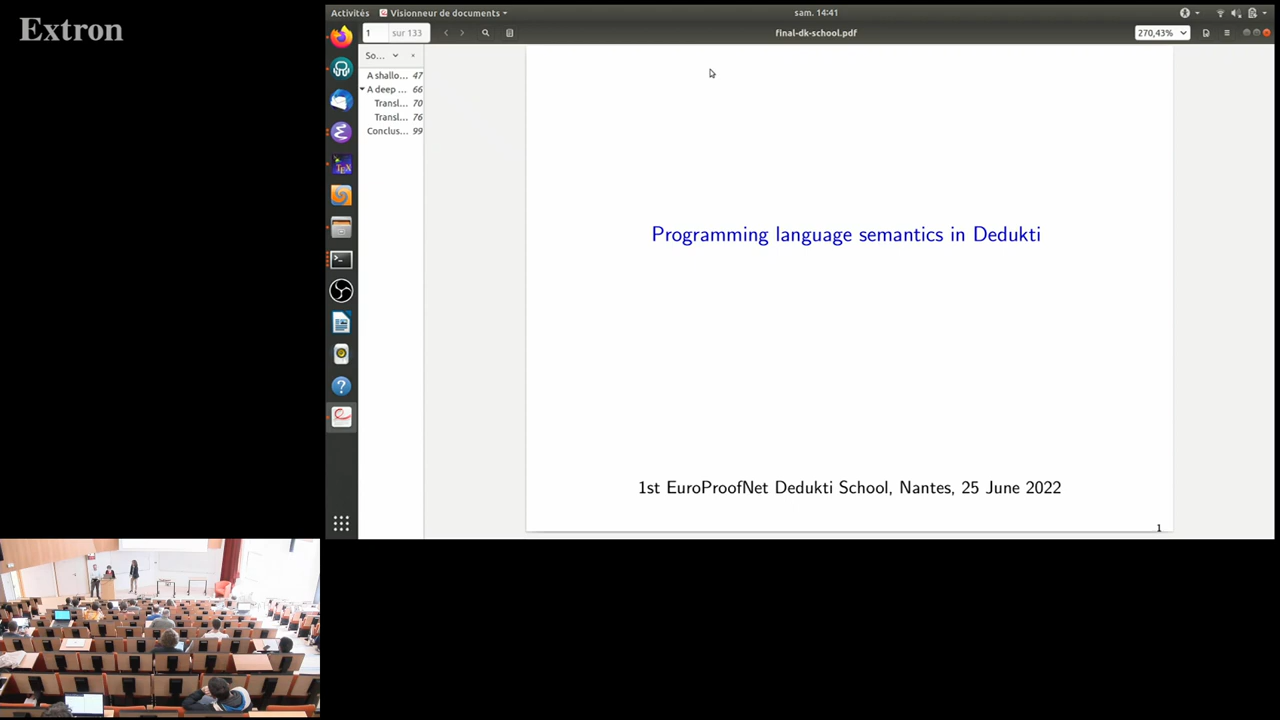 Extron
Activités
Visionneur de documents
sam. 14:41
1
sur 133
final-dk-school.pdf
270,43%
So...
A shallo... 47
A deep ... 66
Transl... 70
Transl... 76
Conclus... 99
Programming language semantics in Dedukti
1st EuroProofNet Dedukti School, Nantes, 25 June 2022
1